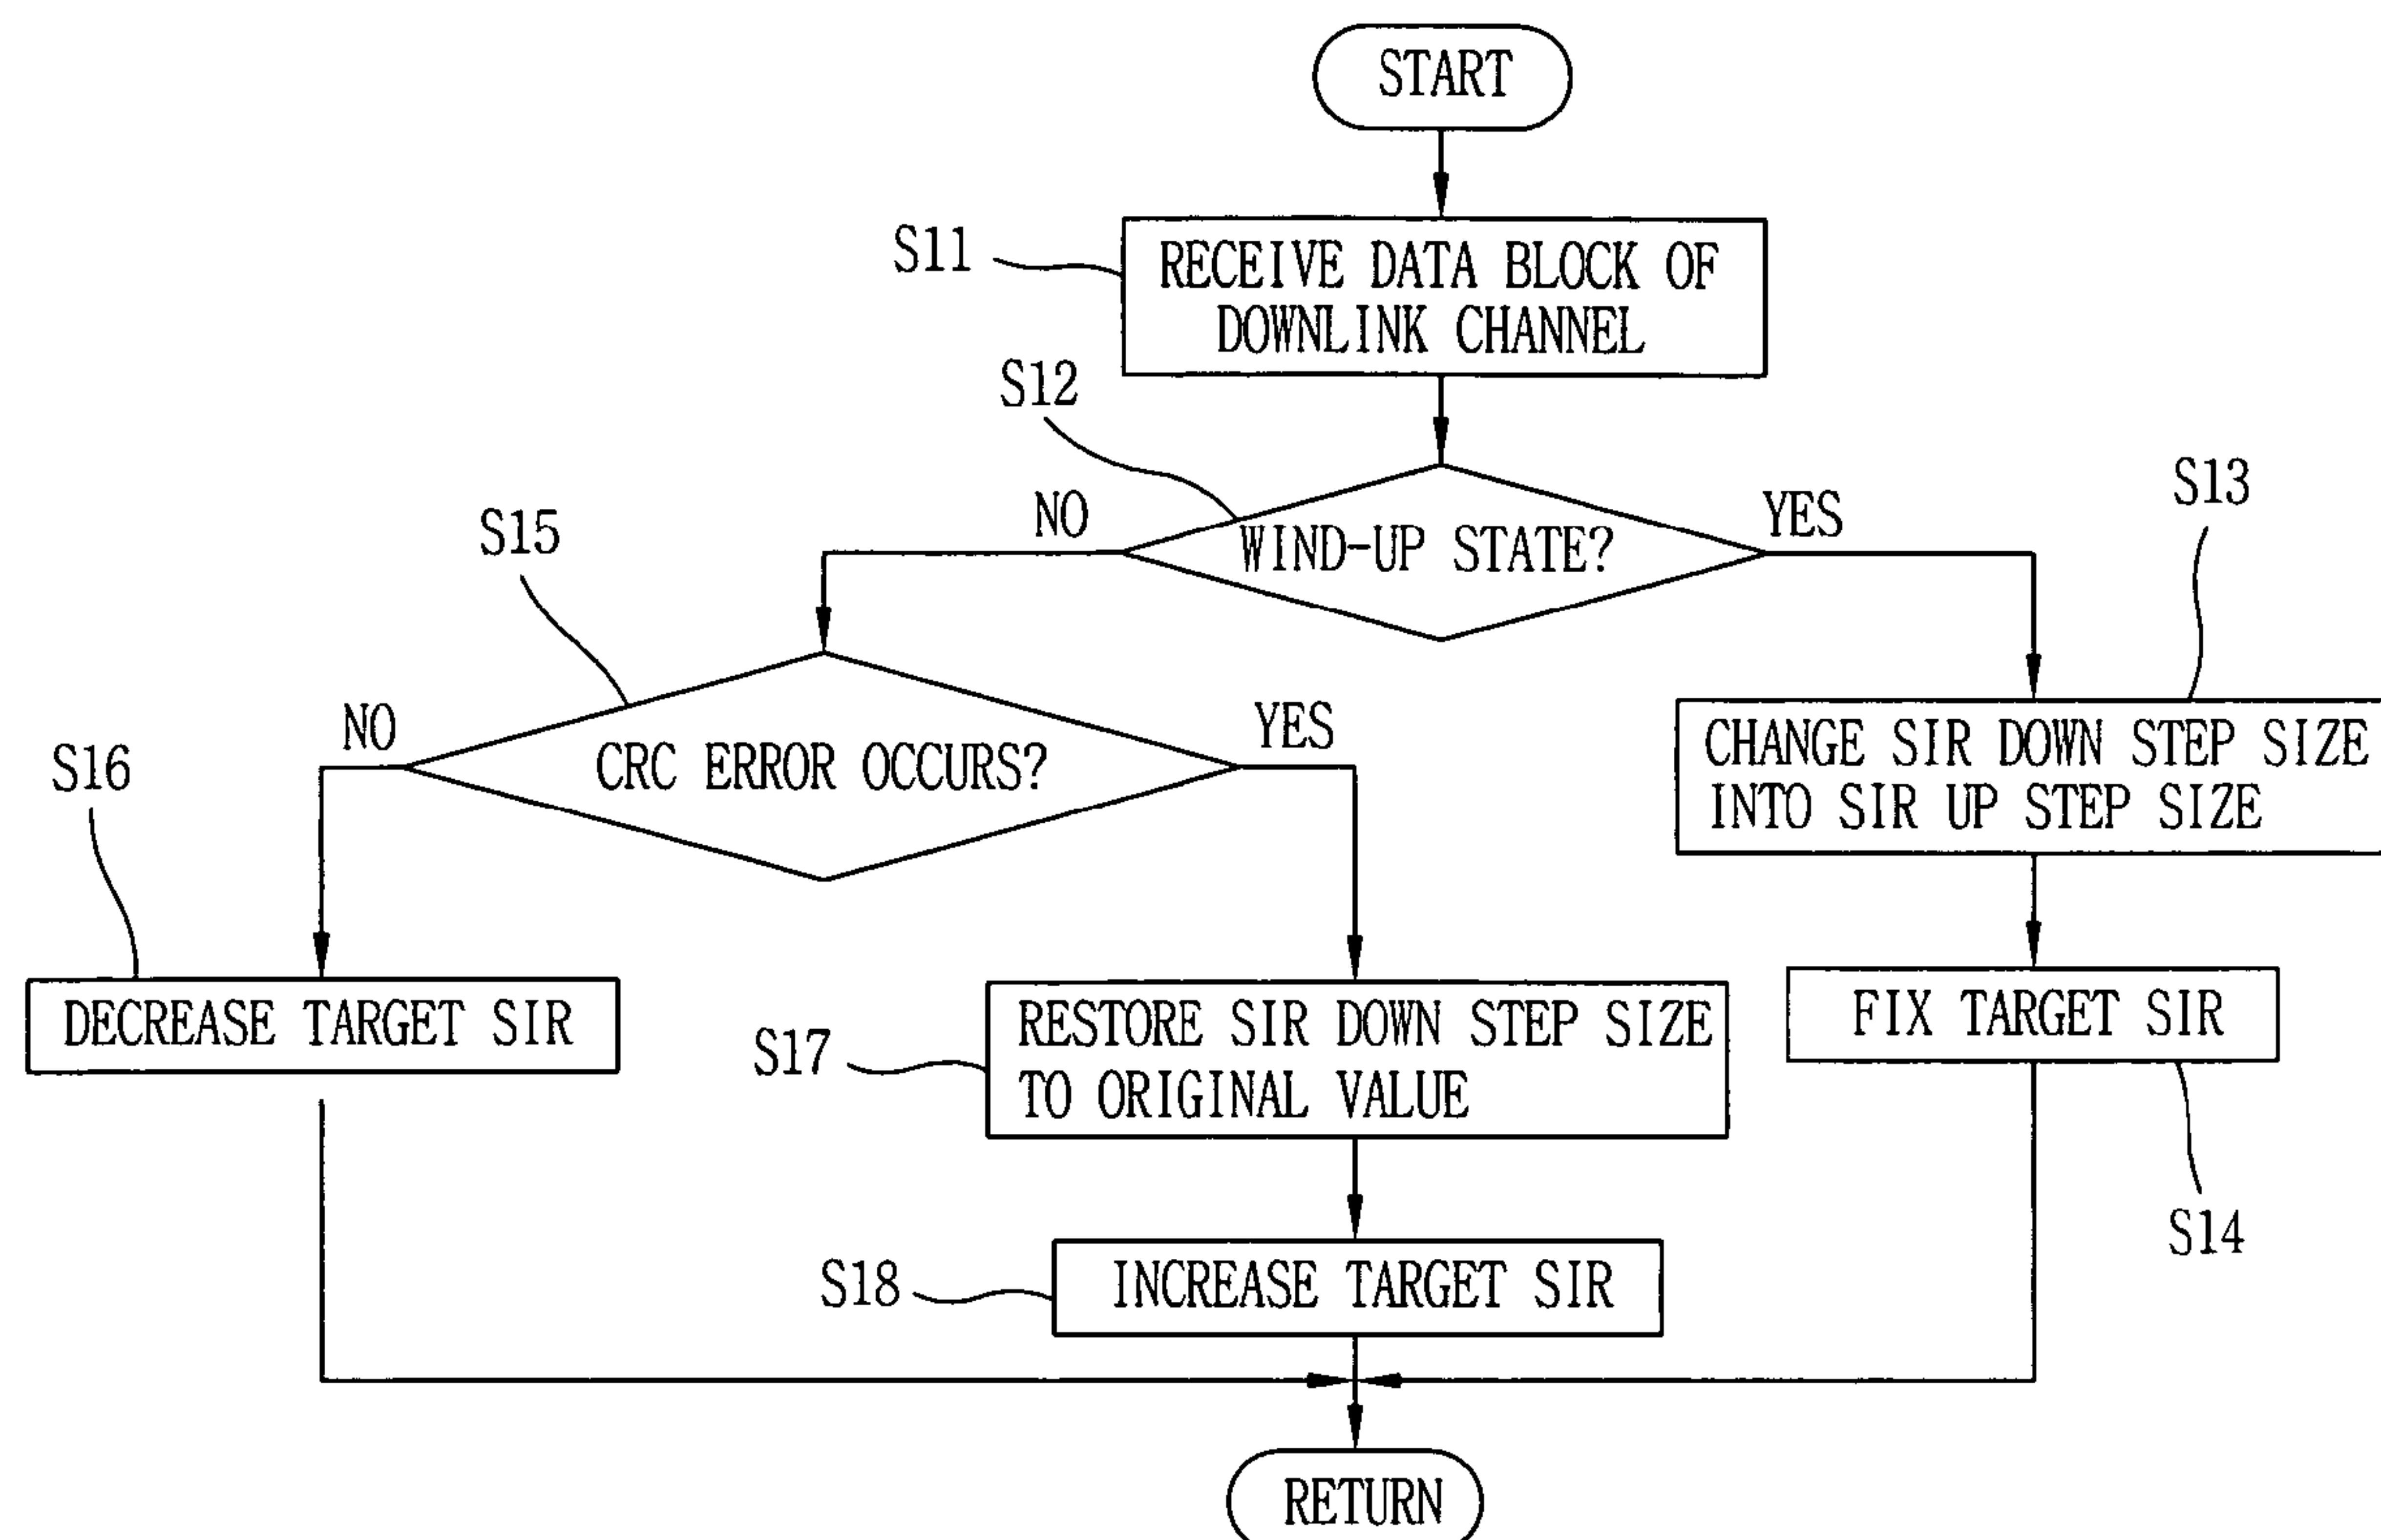 START
S11
RECEIVE DATA BLOCK OF
DOWNLINK CHANNEL
S12
NO
WIND-UP STATE?
YES
S13
S15
NO
CRC ERROR OCCURS?
YES
CHANGE SIR DOWN STEP SIZE
INTO SIR UP STEP SIZE
S16
DECREASE TARGET SIR
S17
RESTORE SIR DOWN STEP SIZE
TO ORIGINAL VALUE
FIX TARGET SIR
S14
S18
INCREASE TARGET SIR
RETURN